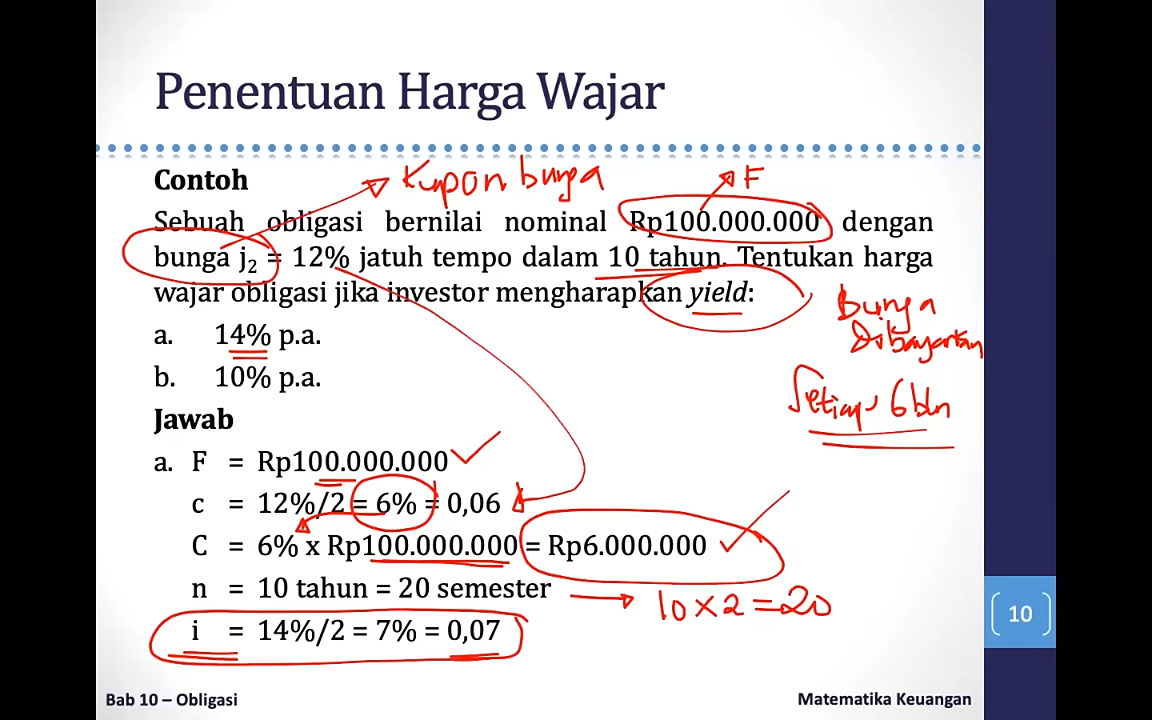 Penentuan Harga Wajar
Contoh
Kupon bunga
F
Sebuah obligasi bernilai nominal Rp100.000.000 dengan
bunga j₂ = 12% jatuh tempo dalam 10 tahun. Tentukan harga
wajar obligasi jika investor mengharapkan yield:
Bunga
Dibayarkan
Setiap 6 bln
a. 14% p.a.
b. 10% p.a.
Jawab
a. F = Rp100.000.000
c = 12%/2 = 6% = 0,06
C = 6% x Rp100.000.000 = Rp6.000.000
n = 10 tahun = 20 semester
10 x 2 = 20
i = 14%/2 = 7% = 0,07
10
Bab 10 – Obligasi
Matematika Keuangan